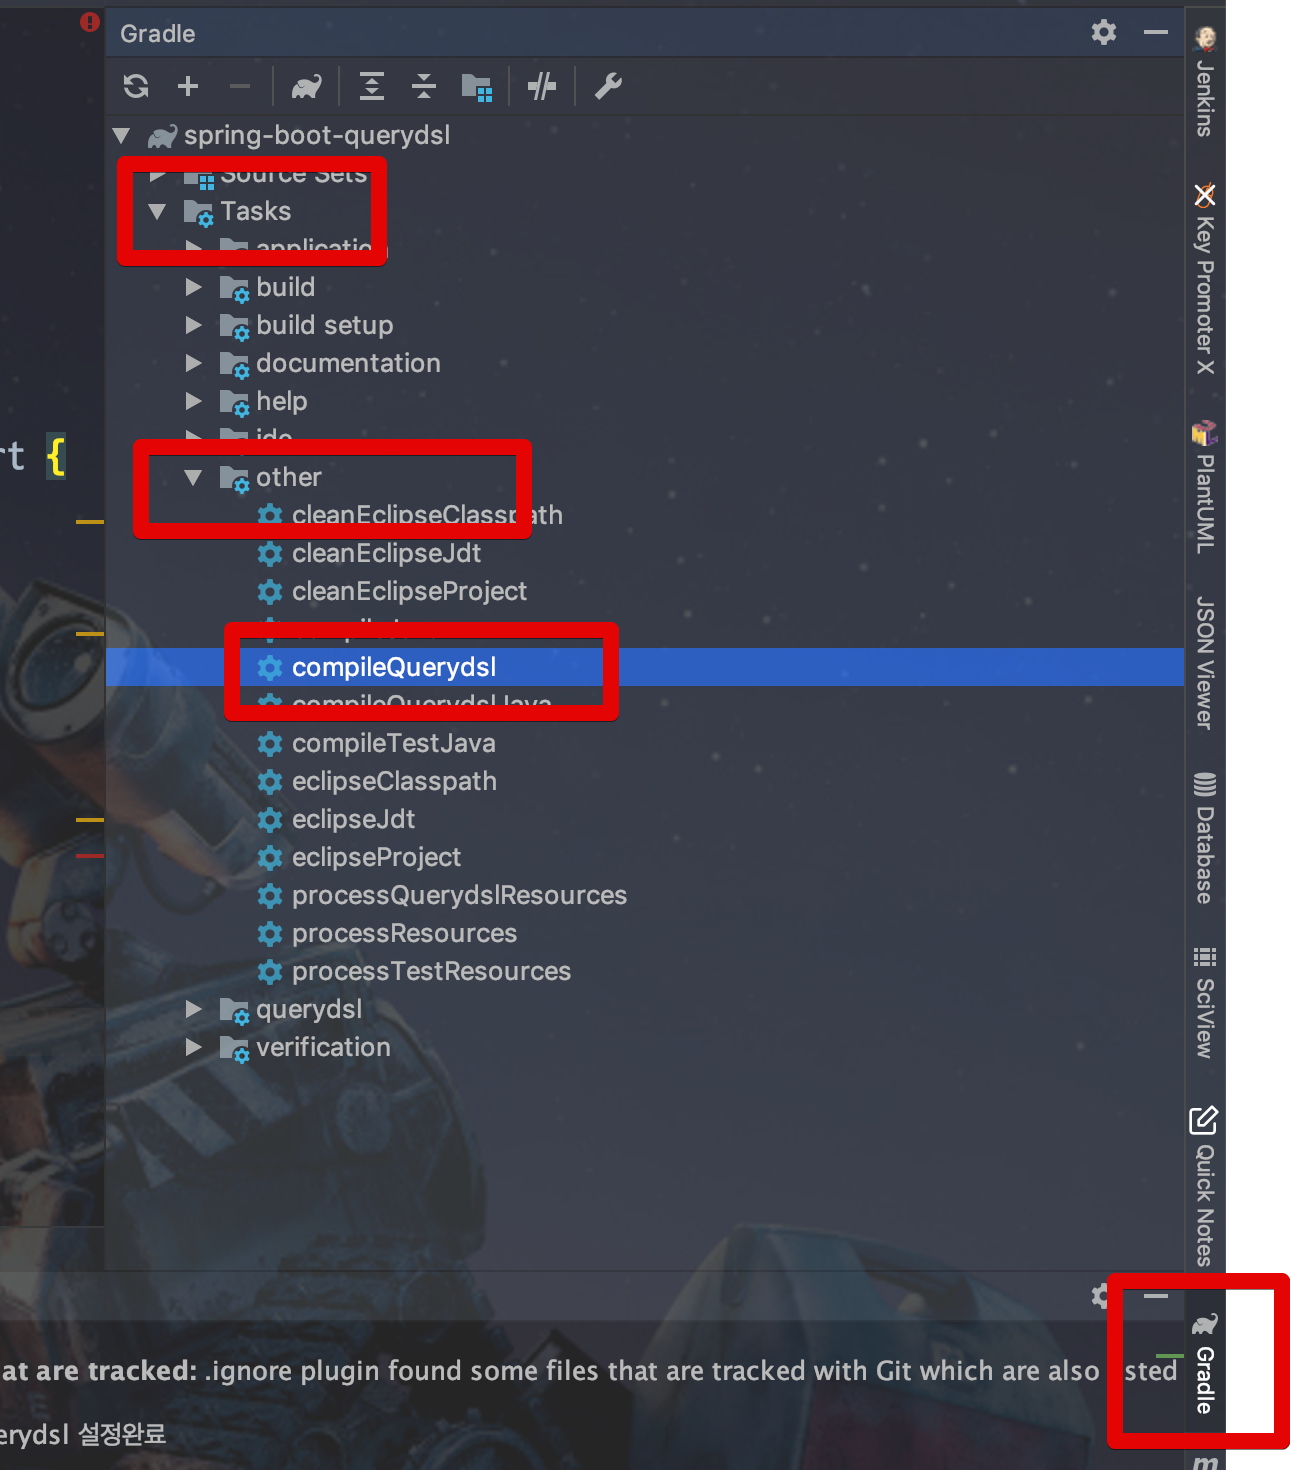 Gradle
spring-boot-querydsl
Source Sets
Tasks
application
build
build setup
documentation
help
ide
rt {
other
cleanEclipseClasspath
cleanEclipseJdt
cleanEclipseProject
compileQuerydsl
compileQuerydslJava
compileTestJava
eclipseClasspath
eclipseJdt
eclipseProject
processQuerydslResources
processResources
processTestResources
querydsl
verification
at are tracked: .ignore plugin found some files that are tracked with Git which are also sted
erydsl 설정완료
Jenkins
Key Promoter X
PlantUML
JSON Viewer
Database
SciView
Quick Notes
Gradle
m